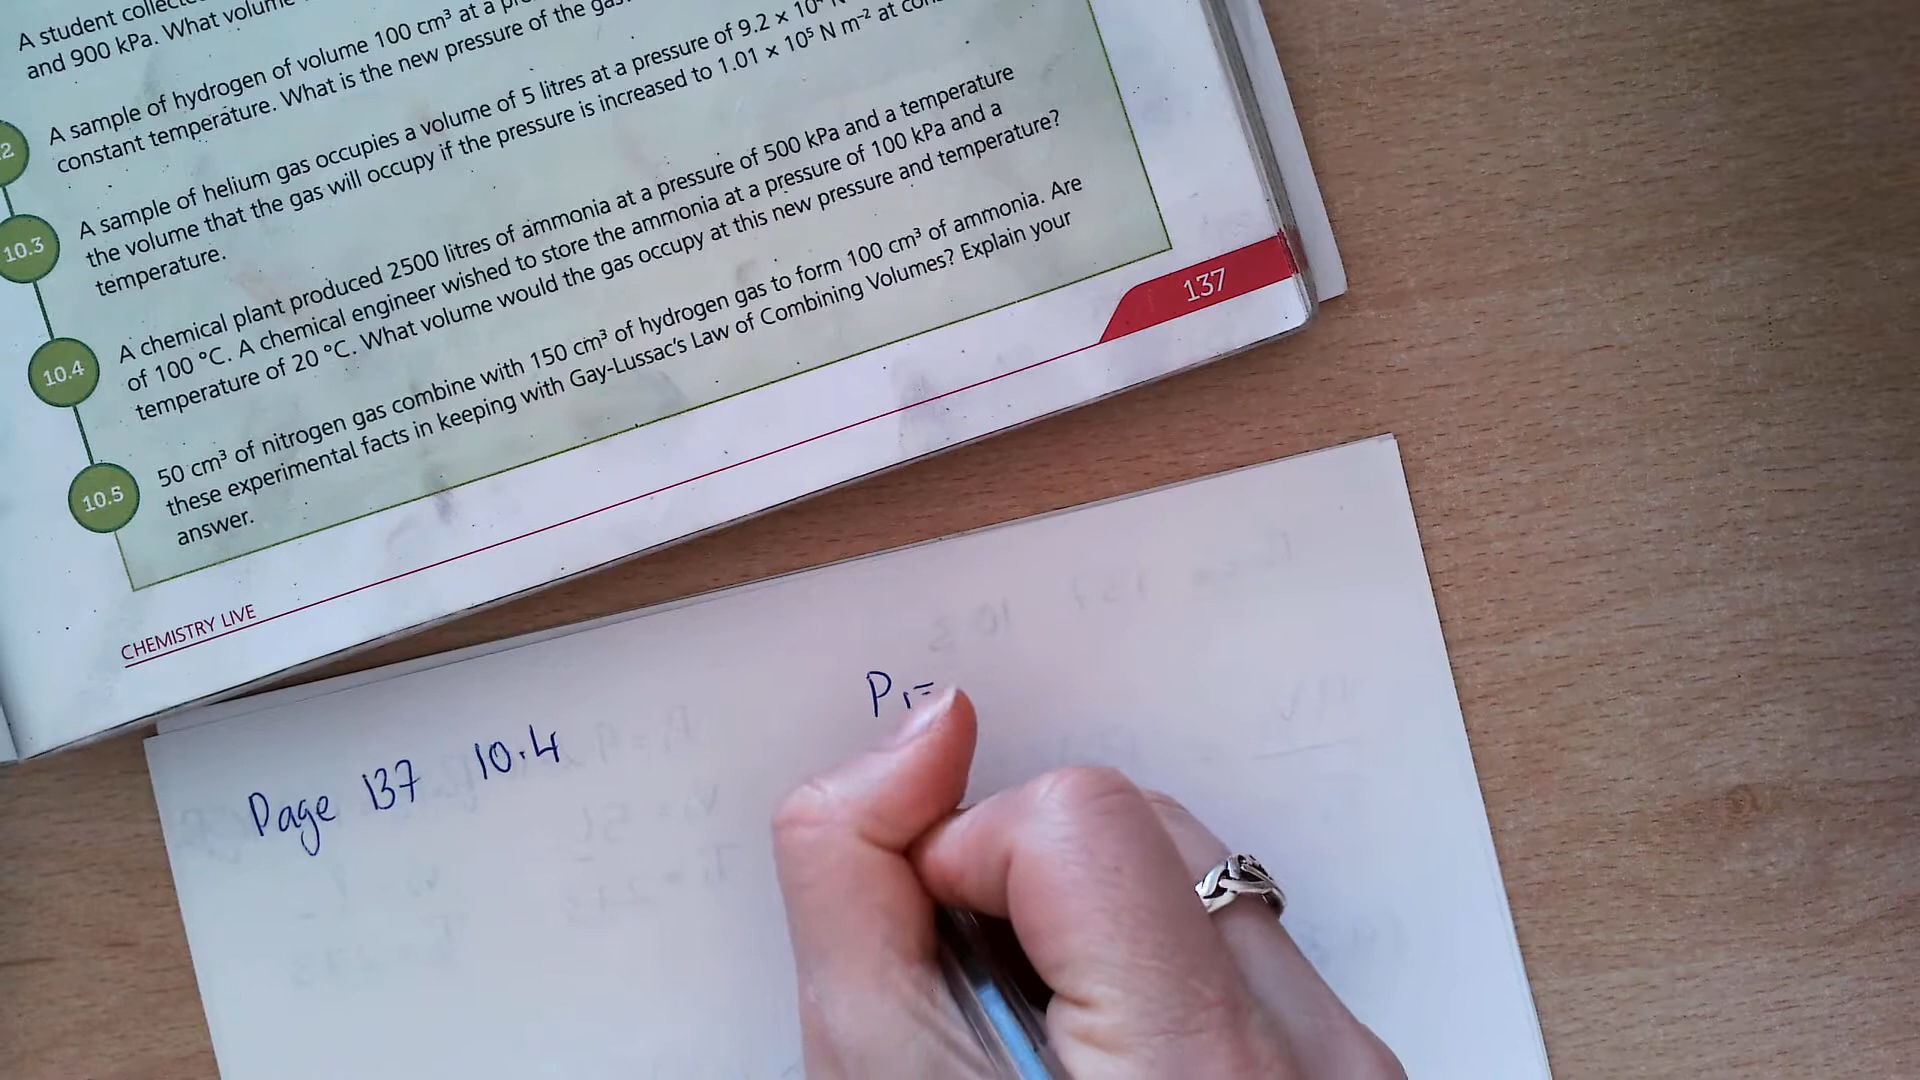 A student
and 900 kPa. What volume
A sample of hydrogen of volume 100 cm³ at a
constant temperature. What is the new pressure of the gas
10.3
A sample of helium gas occupies a volume of 5 litres at a pressure of 9.2 × 10
the volume that the gas will occupy if the pressure is increased to 1.01 × 10⁵ N m⁻² at
temperature.
10.4
A chemical plant produced 2500 litres of ammonia at a pressure of 500 kPa and a temperature
of 100 °C. A chemical engineer wished to store the ammonia at a pressure of 100 kPa and a
temperature of 20 °C. What volume would the gas occupy at this new pressure and temperature?
10.5
50 cm³ of nitrogen gas combine with 150 cm³ of hydrogen gas to form 100 cm³ of ammonia. Are
these experimental facts in keeping with Gay-Lussac's Law of Combining Volumes? Explain your
answer.
137
CHEMISTRY LIVE
Page 137 10.4
P₁=